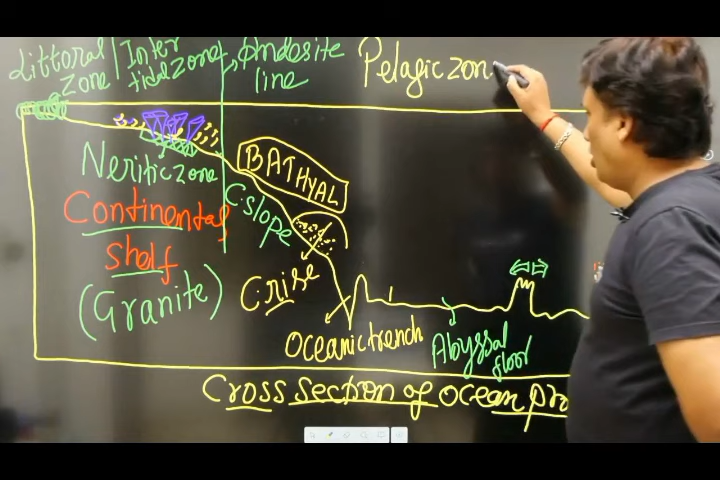 Littoral zone | Inter tidal zone
Andesite line
Pelagic zon
Neritic zone
BATHYAL
Continental
Shelf
(Granite)
C.slope
C.rise
Oceanic trench
Abyssal floor
Cross section of ocean pro